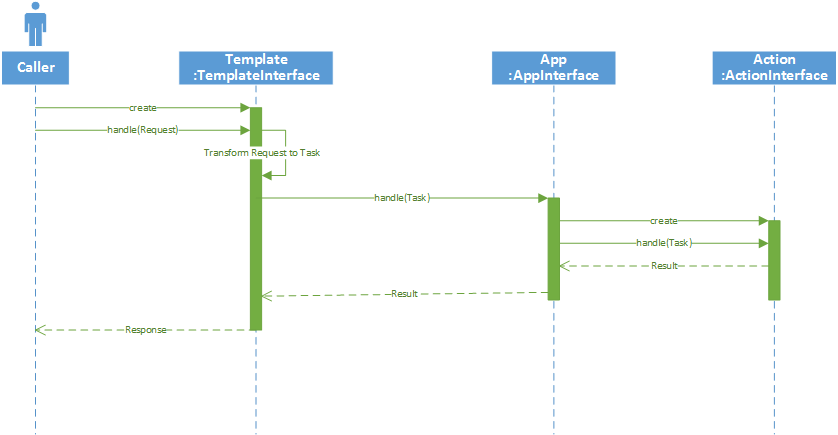 Caller
Template
:TemplateInterface
App
:AppInterface
Action
:ActionInterface
create
handle(Request)
Transform Request to Task
handle(Task)
create
handle(Task)
Result
Result
Response